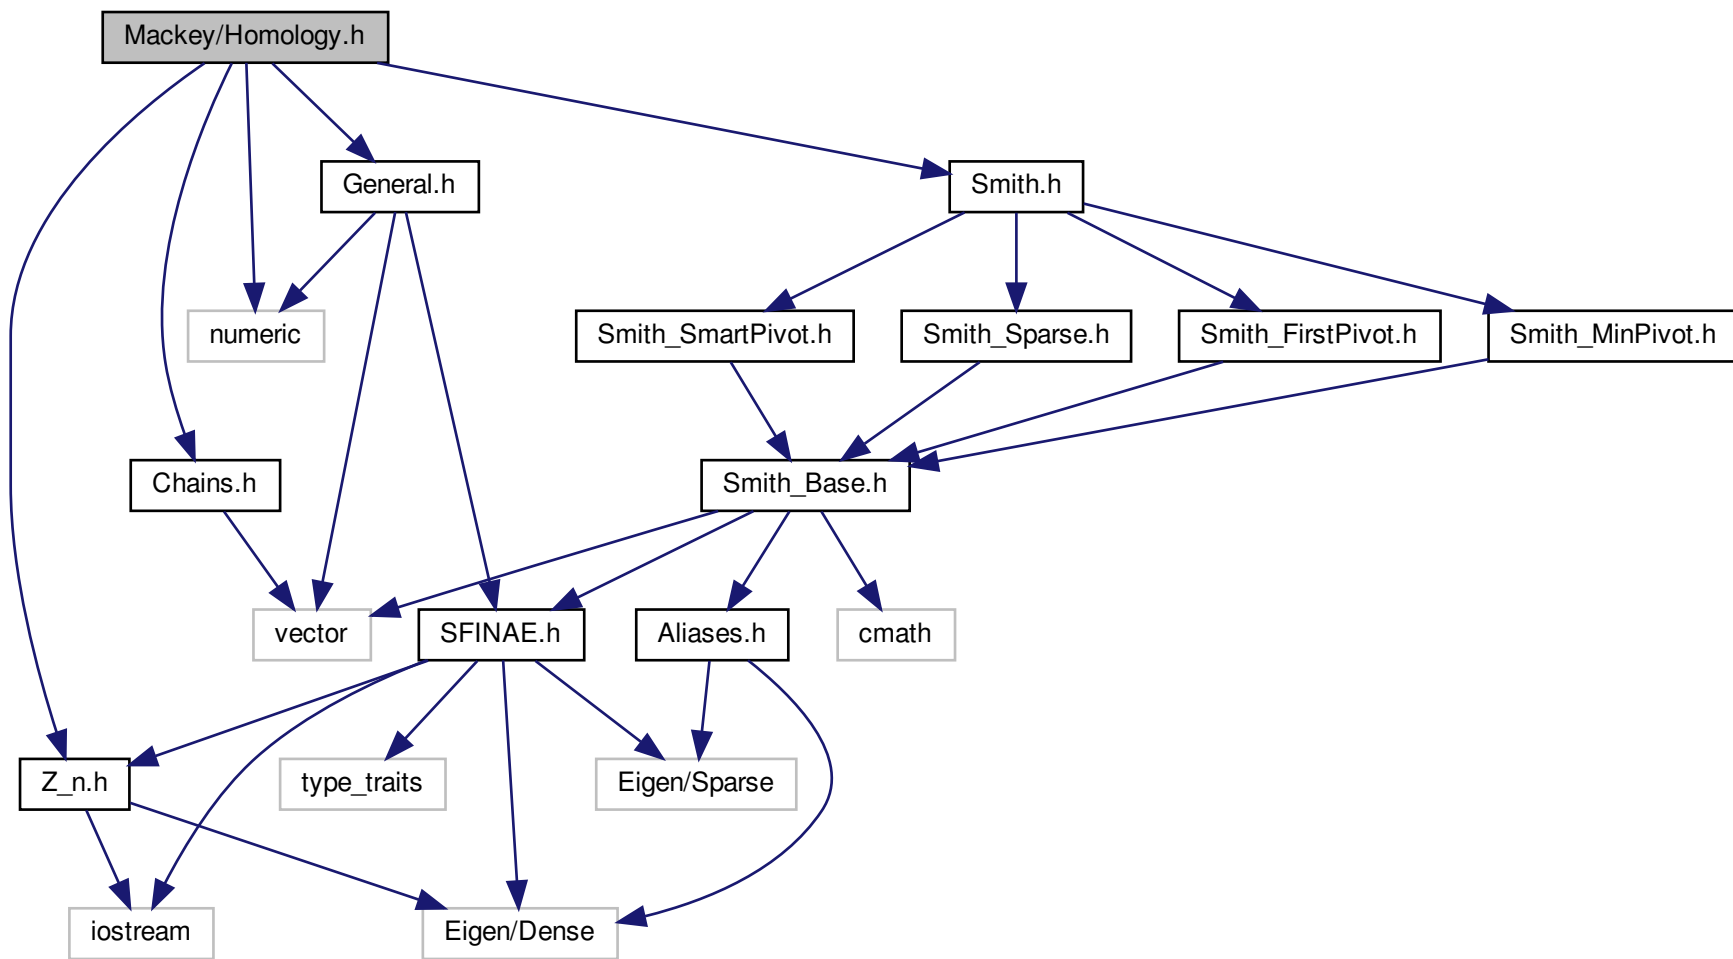 Mackey/Homology.h
General.h
Smith.h
numeric
Smith_SmartPivot.h
Smith_Sparse.h
Smith_FirstPivot.h
Smith_MinPivot.h
Chains.h
Smith_Base.h
vector
SFINAE.h
Aliases.h
cmath
Z_n.h
type_traits
Eigen/Sparse
iostream
Eigen/Dense